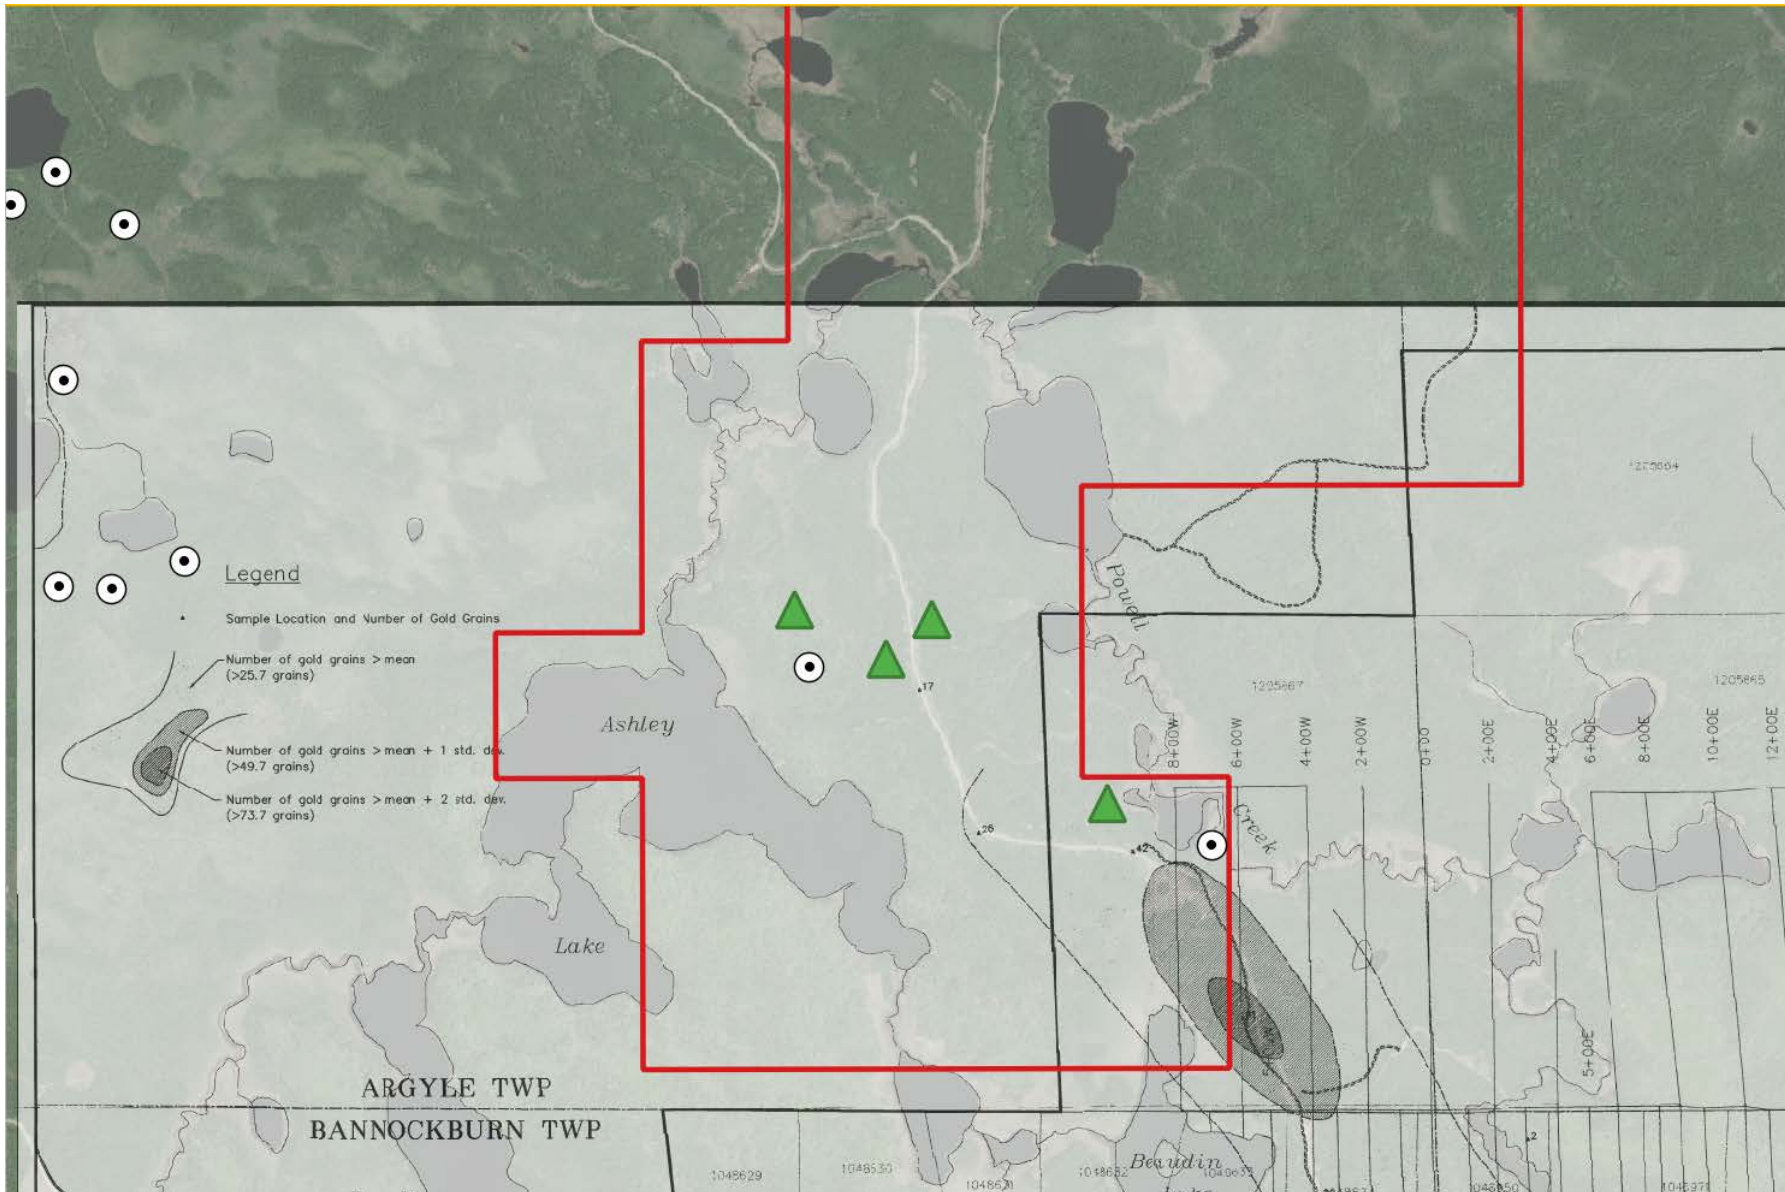 1225664
Powell
Legend
Sample Location and Number of Gold Grains
Number of gold grains > mean
(>25.7 grains)
17
1205865
Ashley
8+00W
6+00W
4+00W
2+00W
0+00
2+00E
4+00E
6+00E
8+00E
10+00E
12+00E
Number of gold grains > mean + 1 std. dev.
(>49.7 grains)
Number of gold grains > mean + 2 std. dev.
(>73.7 grains)
26
42
Creek
Lake
5+00E
ARGYLE TWP
BANNOCKBURN TWP
2
1048629
1048630
Beaudin